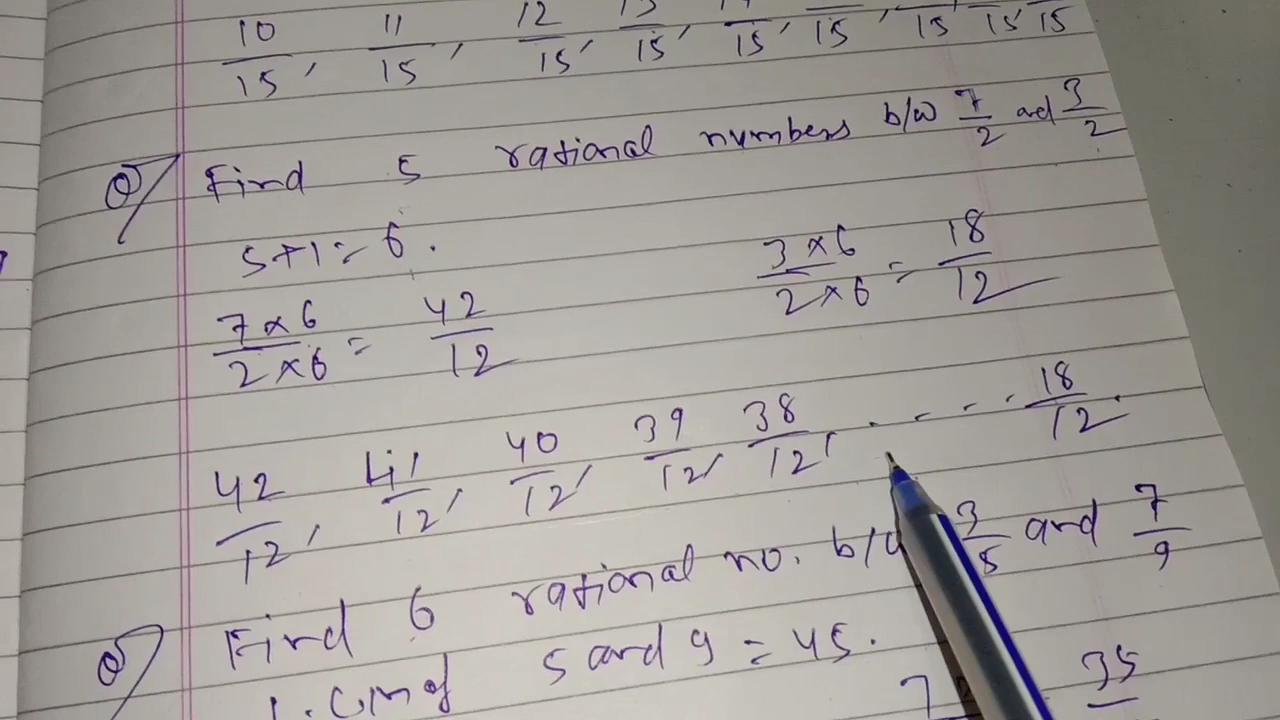 10/15, 11/15, 12/15, 13/15, /15, /15, /15, /15, /15
Q/ Find 5 rational numbers b/w 7/2 and 3/2
5+1=6.
7×6/2×6 = 42/12    3×6/2×6 = 18/12
42/12, 41/12, 40/12, 39/12, 38/12, . - - - . 18/12.
Q/ Find 6 rational no. b/w 3/5 and 7/9
L.CM of 5 and 9 = 45.
7    35